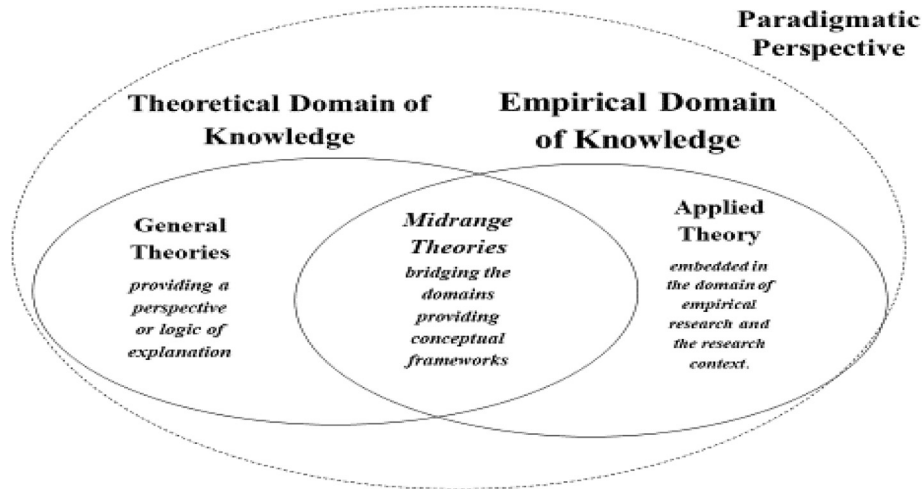 Paradigmatic
Perspective
Theoretical Domain of
Knowledge
Empirical Domain
of Knowledge
General
Theories
providing a
perspective
or logic of
explanation
Midrange
Theories
bridging the
domains
providing
conceptual
frameworks
Applied
Theory
embedded in
the domain of
empirical
research and
the research
context.